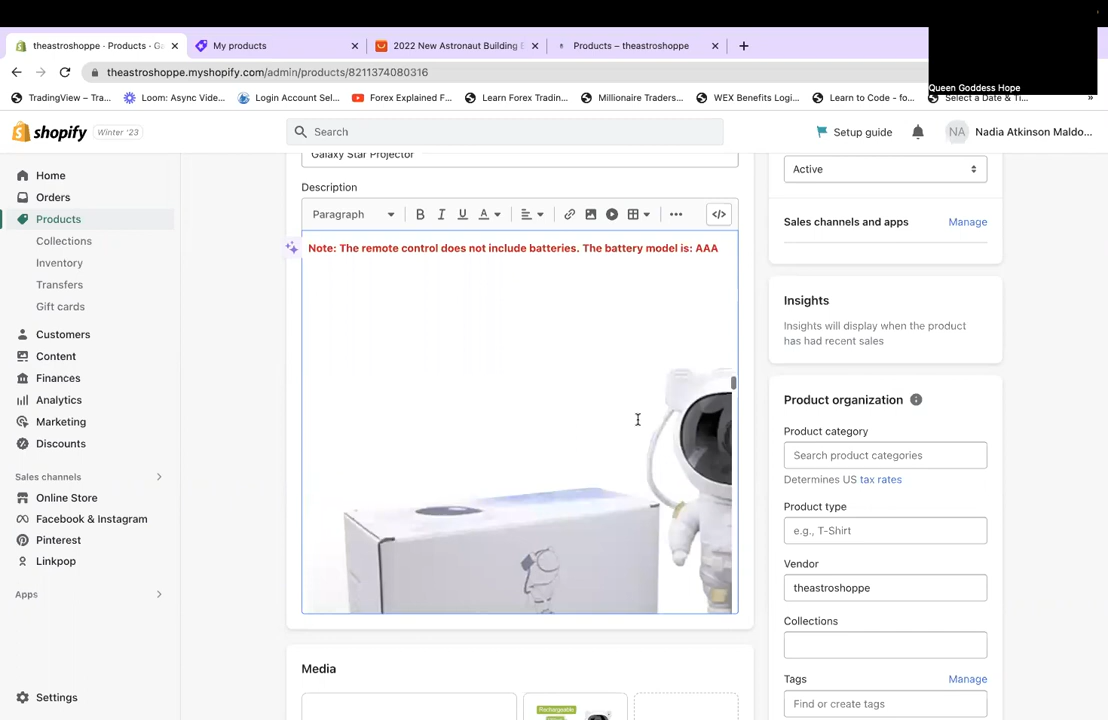 theastroshoppe · Products · Ga
My products
2022 New Astronaut Building E
Products – theastroshoppe
theastroshoppe.myshopify.com/admin/products/8211374080316
Queen Goddess Hope
TradingView – Tra...
Loom: Async Vide...
Login Account Sel...
Forex Explained F...
Learn Forex Tradin...
Millionaire Traders...
WEX Benefits Logi...
Learn to Code - fo...
Select a Date & Ti...
»
shopify
Winter '23
Search
Setup guide
NA
Nadia Atkinson Maldo...
Home
Orders
Products
Collections
Inventory
Transfers
Gift cards
Customers
Content
Finances
Analytics
Marketing
Discounts
Sales channels
Online Store
Facebook & Instagram
Pinterest
Linkpop
Apps
Settings
Galaxy Star Projector
Description
Paragraph
B I U A
</>
Note: The remote control does not include batteries. The battery model is: AAA
Media
Rechargeable
Active
Sales channels and apps
Manage
Insights
Insights will display when the product
has had recent sales
Product organization
Product category
Search product categories
Determines US tax rates
Product type
e.g., T-Shirt
Vendor
theastroshoppe
Collections
Tags
Manage
Find or create tags